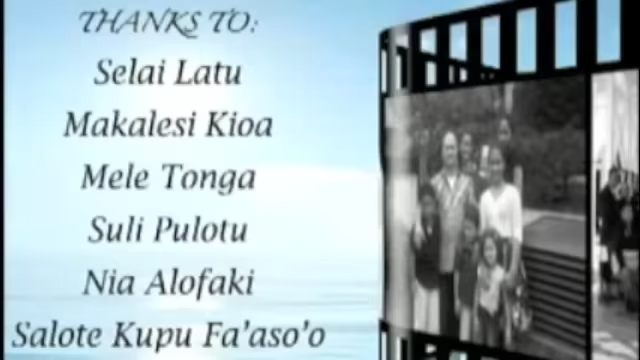 THANKS TO:
Selai Latu
Makalesi Kioa
Mele Tonga
Suli Pulotu
Nia Alofaki
Salote Kupu Fa'aso'o